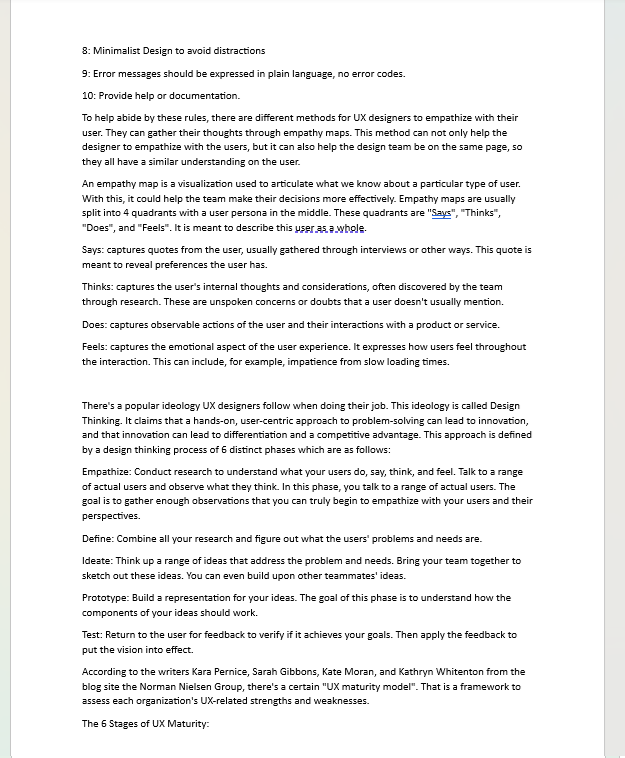 8: Minimalist Design to avoid distractions
9: Error messages should be expressed in plain language, no error codes.
10: Provide help or documentation.
To help abide by these rules, there are different methods for UX designers to empathize with their
user. They can gather their thoughts through empathy maps. This method can not only help the
designer to empathize with the users, but it can also help the design team be on the same page, so
they all have a similar understanding on the user.
An empathy map is a visualization used to articulate what we know about a particular type of user.
With this, it could help the team make their decisions more effectively. Empathy maps are usually
split into 4 quadrants with a user persona in the middle. These quadrants are "Says", "Thinks",
"Does", and "Feels". It is meant to describe this user as a whole.
Says: captures quotes from the user, usually gathered through interviews or other ways. This quote is
meant to reveal preferences the user has.
Thinks: captures the user's internal thoughts and considerations, often discovered by the team
through research. These are unspoken concerns or doubts that a user doesn't usually mention.
Does: captures observable actions of the user and their interactions with a product or service.
Feels: captures the emotional aspect of the user experience. It expresses how users feel throughout
the interaction. This can include, for example, impatience from slow loading times.
There's a popular ideology UX designers follow when doing their job. This ideology is called Design
Thinking. It claims that a hands-on, user-centric approach to problem-solving can lead to innovation,
and that innovation can lead to differentiation and a competitive advantage. This approach is defined
by a design thinking process of 6 distinct phases which are as follows:
Empathize: Conduct research to understand what your users do, say, think, and feel. Talk to a range
of actual users and observe what they think. In this phase, you talk to a range of actual users. The
goal is to gather enough observations that you can truly begin to empathize with your users and their
perspectives.
Define: Combine all your research and figure out what the users' problems and needs are.
Ideate: Think up a range of ideas that address the problem and needs. Bring your team together to
sketch out these ideas. You can even build upon other teammates' ideas.
Prototype: Build a representation for your ideas. The goal of this phase is to understand how the
components of your ideas should work.
Test: Return to the user for feedback to verify if it achieves your goals. Then apply the feedback to
put the vision into effect.
According to the writers Kara Pernice, Sarah Gibbons, Kate Moran, and Kathryn Whitenton from the
blog site the Norman Nielsen Group, there's a certain "UX maturity model". That is a framework to
assess each organization's UX-related strengths and weaknesses.
The 6 Stages of UX Maturity: